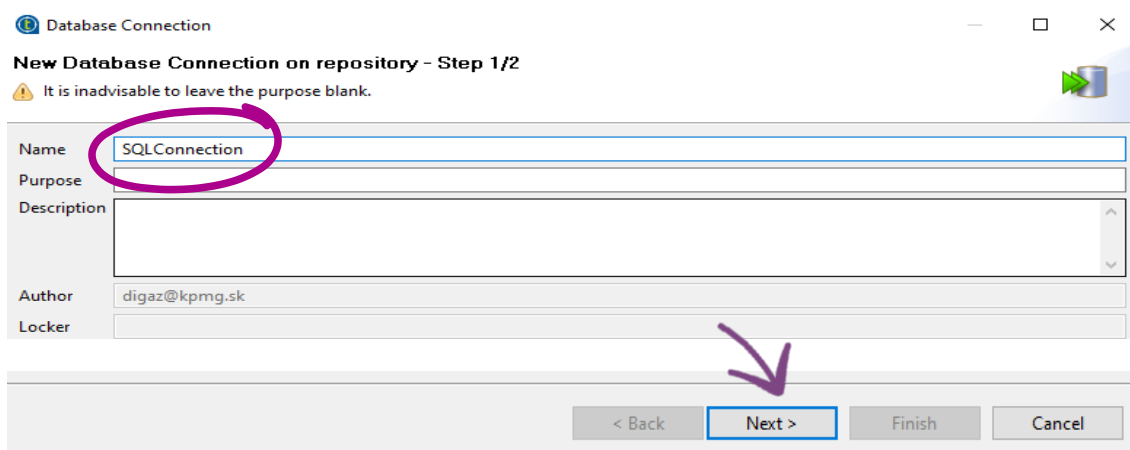 Database Connection
New Database Connection on repository - Step 1/2
It is inadvisable to leave the purpose blank.
Name SQLConnection
Purpose
Description
Author digaz@kpmg.sk
Locker
< Back Next > Finish Cancel